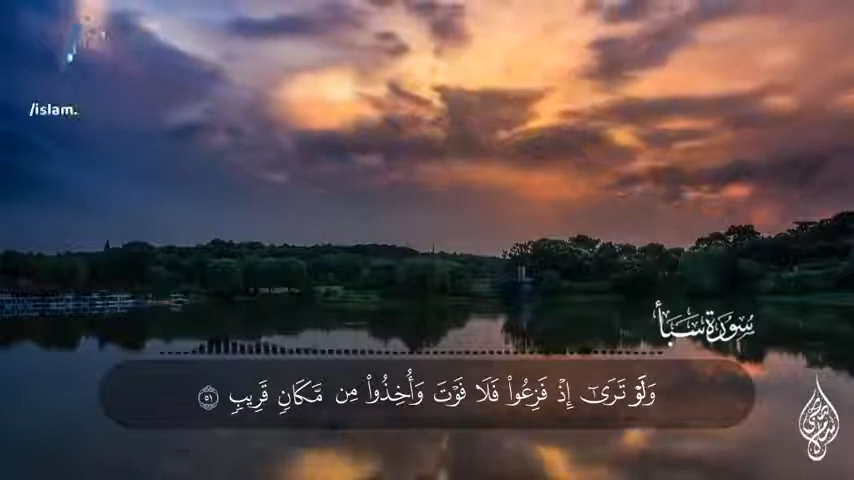 /islam.
سُورَة سَبَأ
وَلَوْ تَرَىٰٓ إِذْ فَزِعُوا۟ فَلَا فَوْتَ وَأُخِذُوا۟ مِن مَّكَانٍ قَرِيبٍ ۝٥١